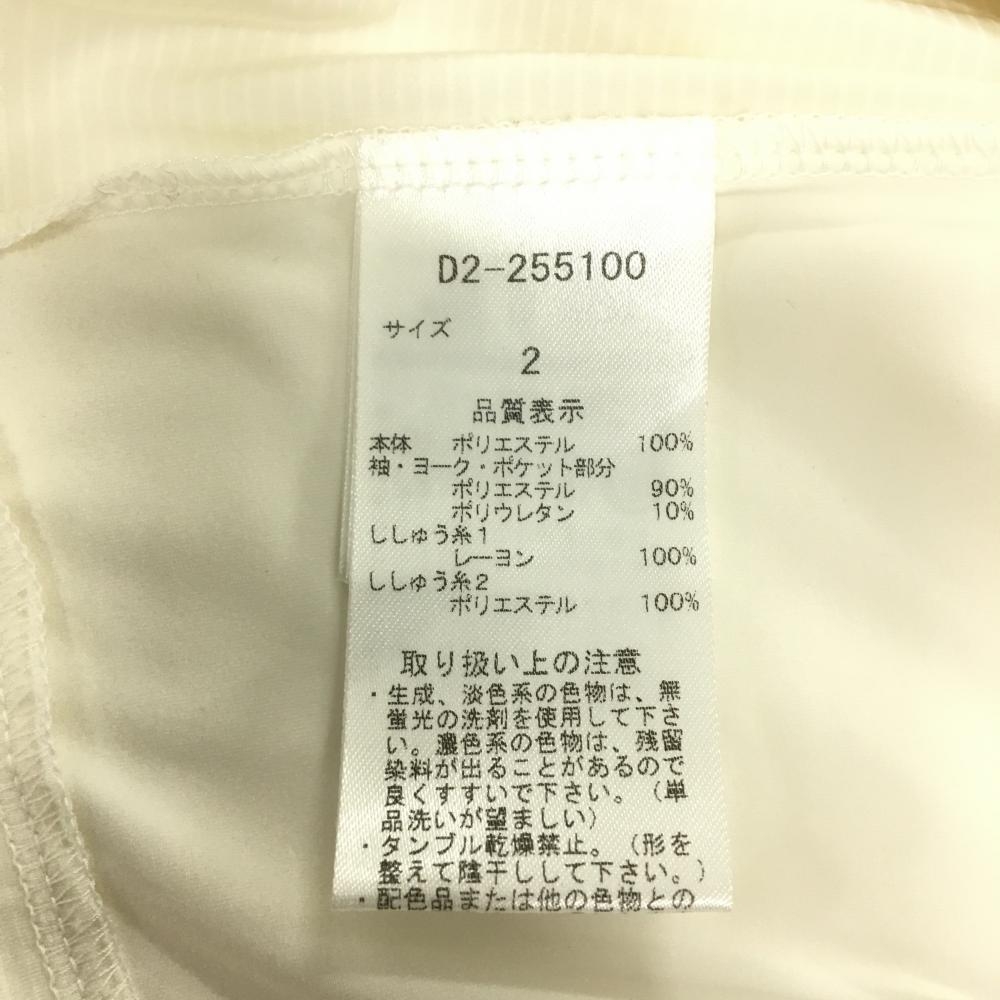 D2-255100
サイズ
2
品質表示
本体 ポリエステル 100%
袖・ヨーク・ポケット部分
ポリエステル 90%
ポリウレタン 10%
ししゅう糸1
レーヨン 100%
ししゅう糸2
ポリエステル 100%
取り扱い上の注意
・生成、淡色系の色物は、無
蛍光の洗剤を使用して下さ
い。濃色系の色物は、残留
染料が出ることがあるので
良くすすいで下さい。（単
品洗いが望ましい）
・タンブル乾燥禁止。（形を
整えて陰干しして下さい。）
・配色品または他の色物との